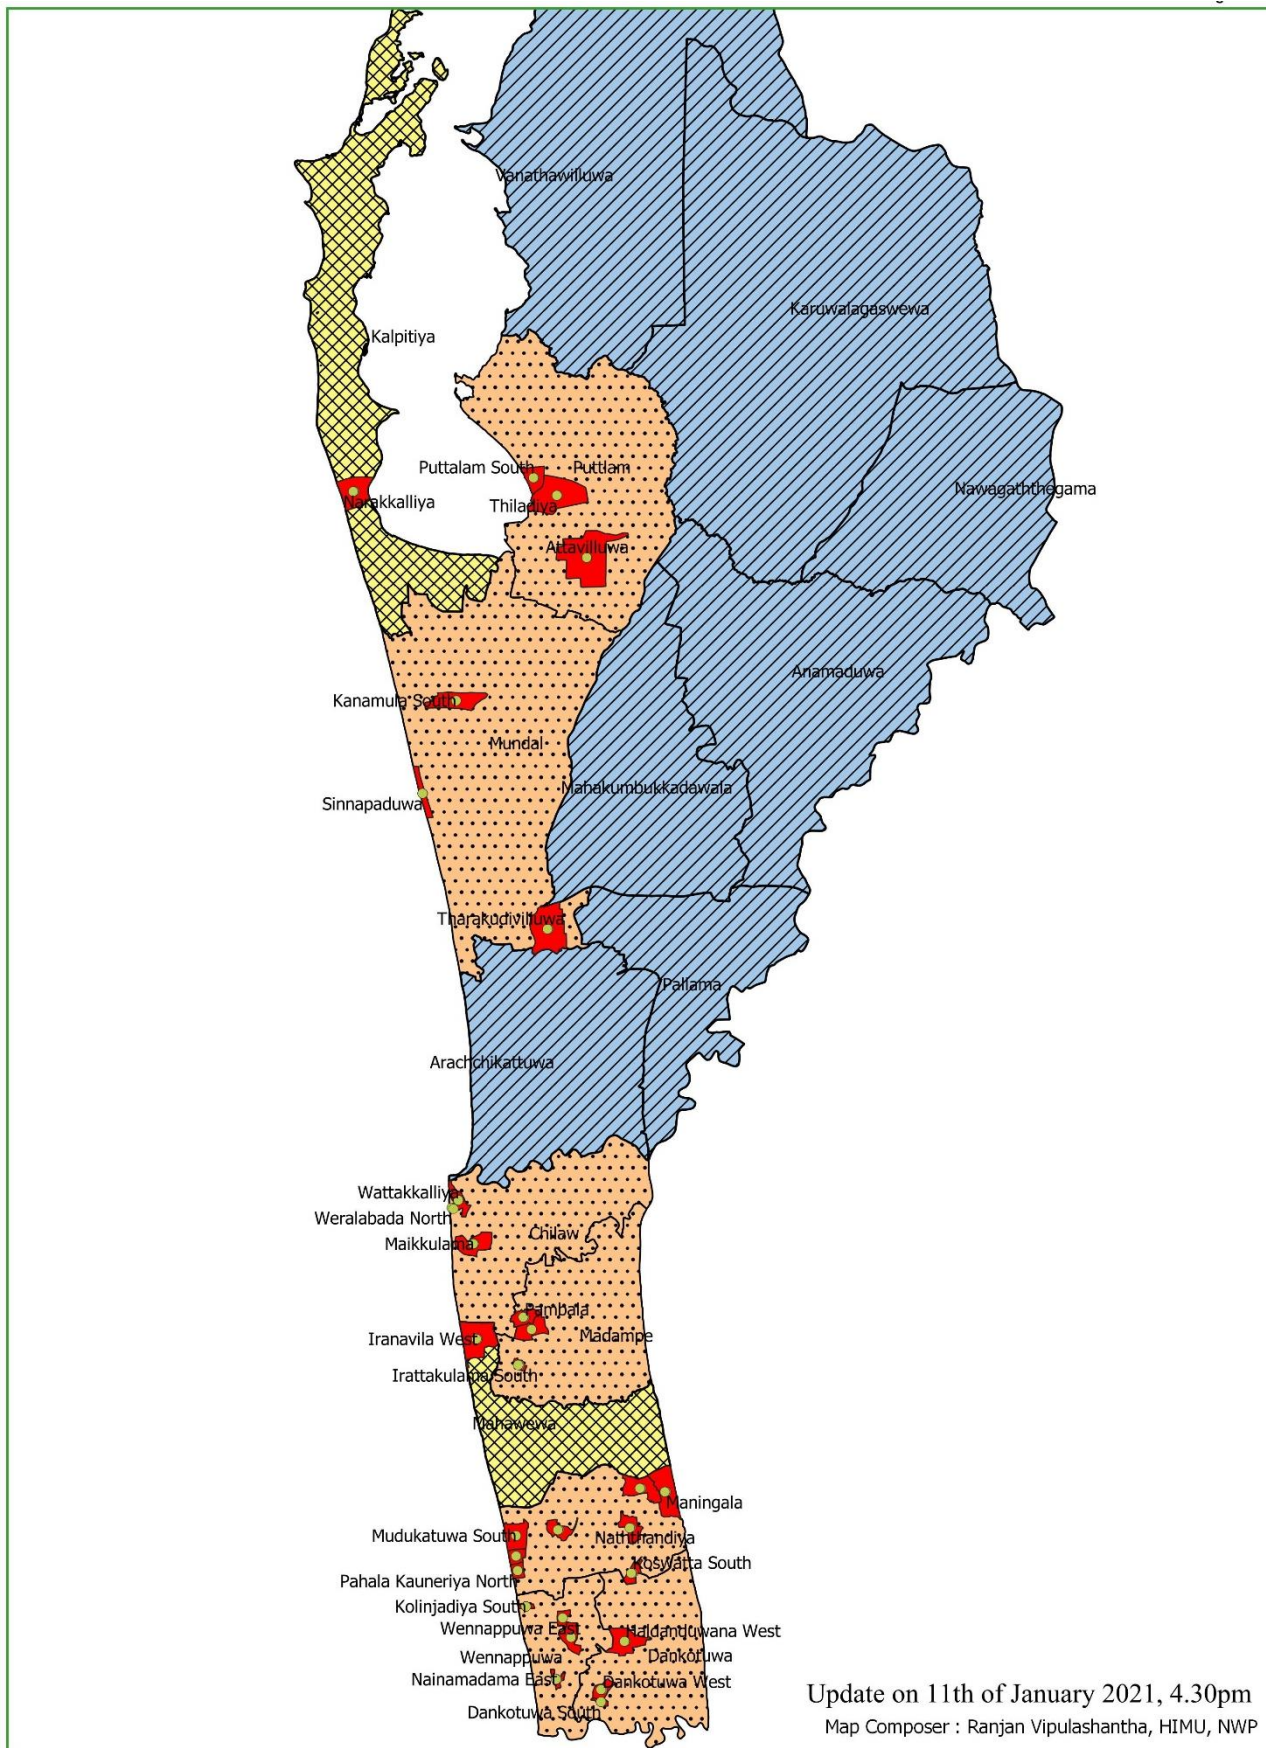 Vanathawilluwa
Karuwalagaswewa
Kalpitiya
Puttalam South
Puttlam
Nawagaththegama
Narakkalliya
Thiladiya
Attavilluwa
Anamaduwa
Kanamula South
Mundal
Mahakumbukkadawala
Sinnapaduwa
Tharakudivilluwa
Pallama
Arachchikattuwa
Wattakkalliya
Weralabada North
Chilaw
Maikkulama
Pambala
Madampe
Iranavila West
Irattakulama South
Mahawewa
Maningala
Mudukatuwa South
Naththandiya
Koswatta South
Pahala Kauneriya North
Kolinjadiya South
Wennappuwa East
Haldanduwana West
Wennappuwa
Dankotuwa
Nainamadama East
Dankotuwa West
Dankotuwa South
Update on 11th of January 2021, 4.30pm
Map Composer : Ranjan Vipulashantha, HIMU, NWP